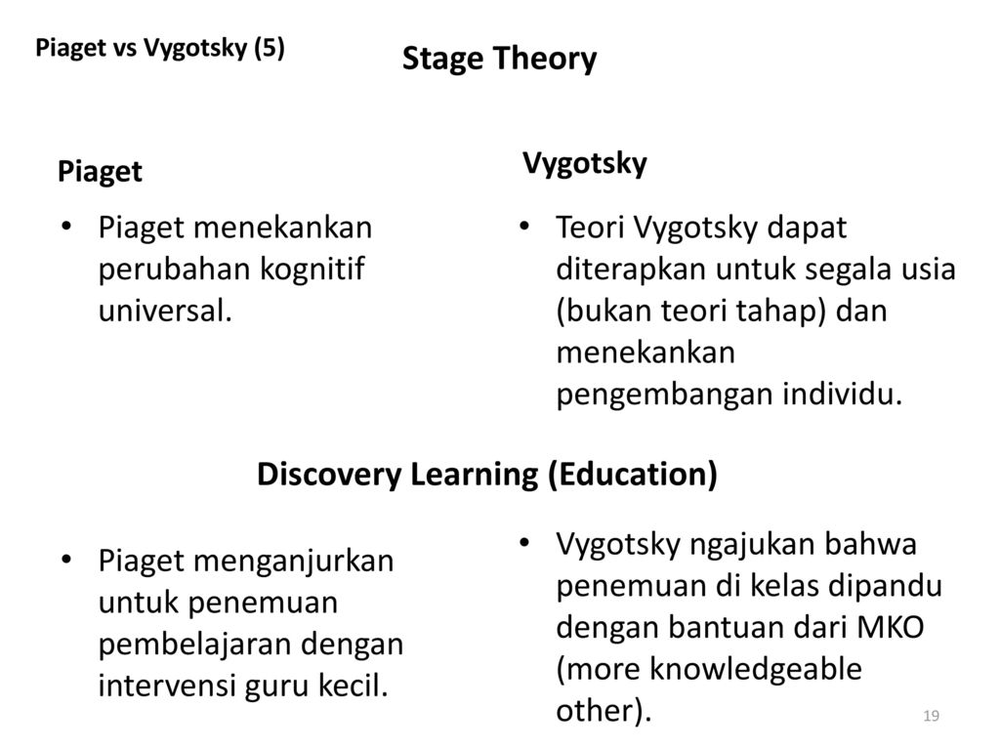 Piaget vs Vygotsky (5)
Stage Theory
Piaget
• Piaget menekankan
perubahan kognitif
universal.
Vygotsky
• Teori Vygotsky dapat
diterapkan untuk segala usia
(bukan teori tahap) dan
menekankan
pengembangan individu.
Discovery Learning (Education)
• Piaget menganjurkan
untuk penemuan
pembelajaran dengan
intervensi guru kecil.
• Vygotsky ngajukan bahwa
penemuan di kelas dipandu
dengan bantuan dari MKO
(more knowledgeable
other).
19